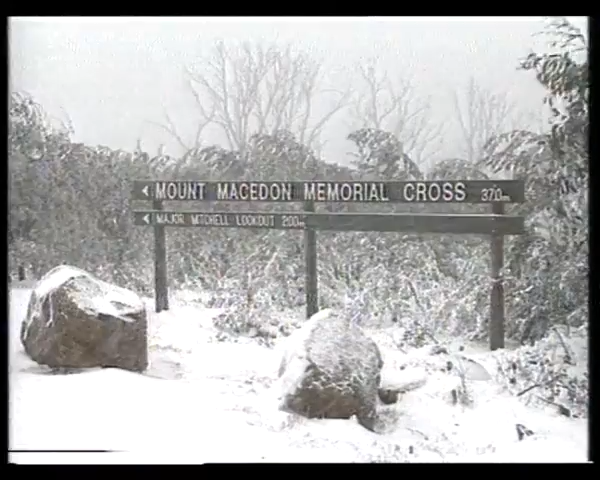 MOUNT MACEDON MEMORIAL CROSS 370m
MAJOR MITCHELL LOOKOUT 200m